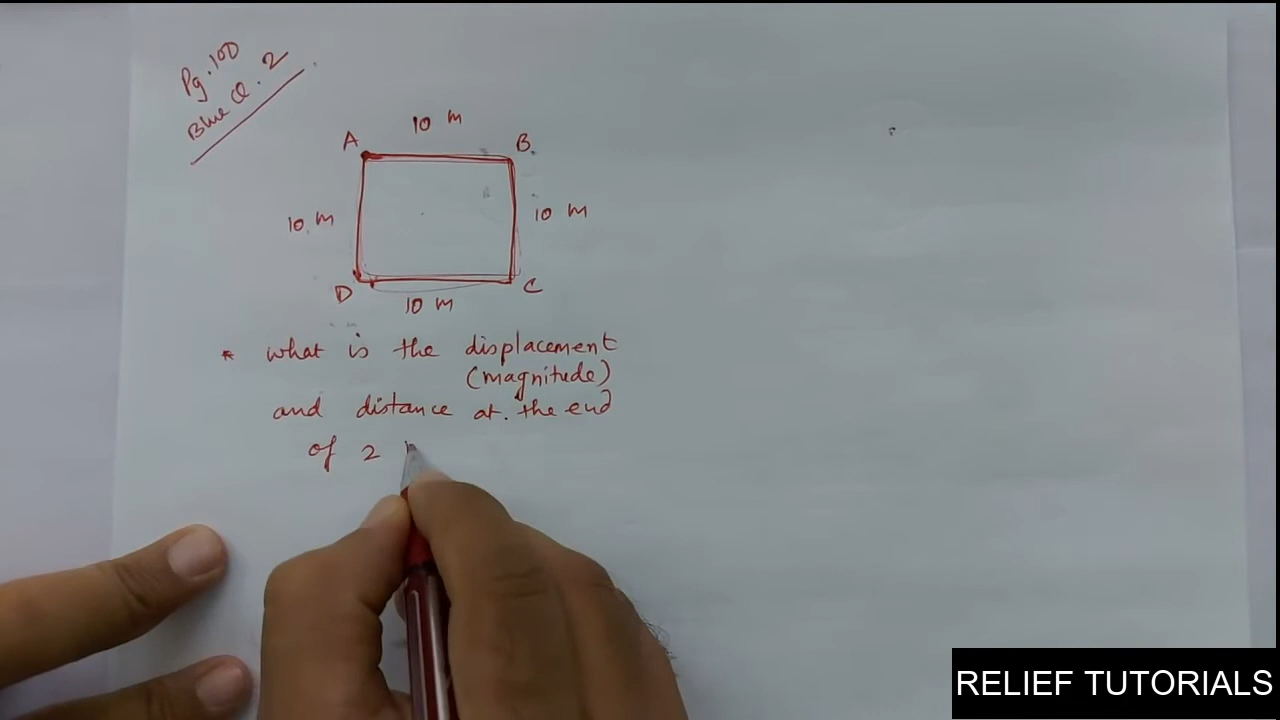 Pg. 100
Blue Q. 2
10 m
A
B
10 m
10 m
D
C
10 m
* what is the displacement
(magnitude)
and distance at. the end
of 2
RELIEF TUTORIALS